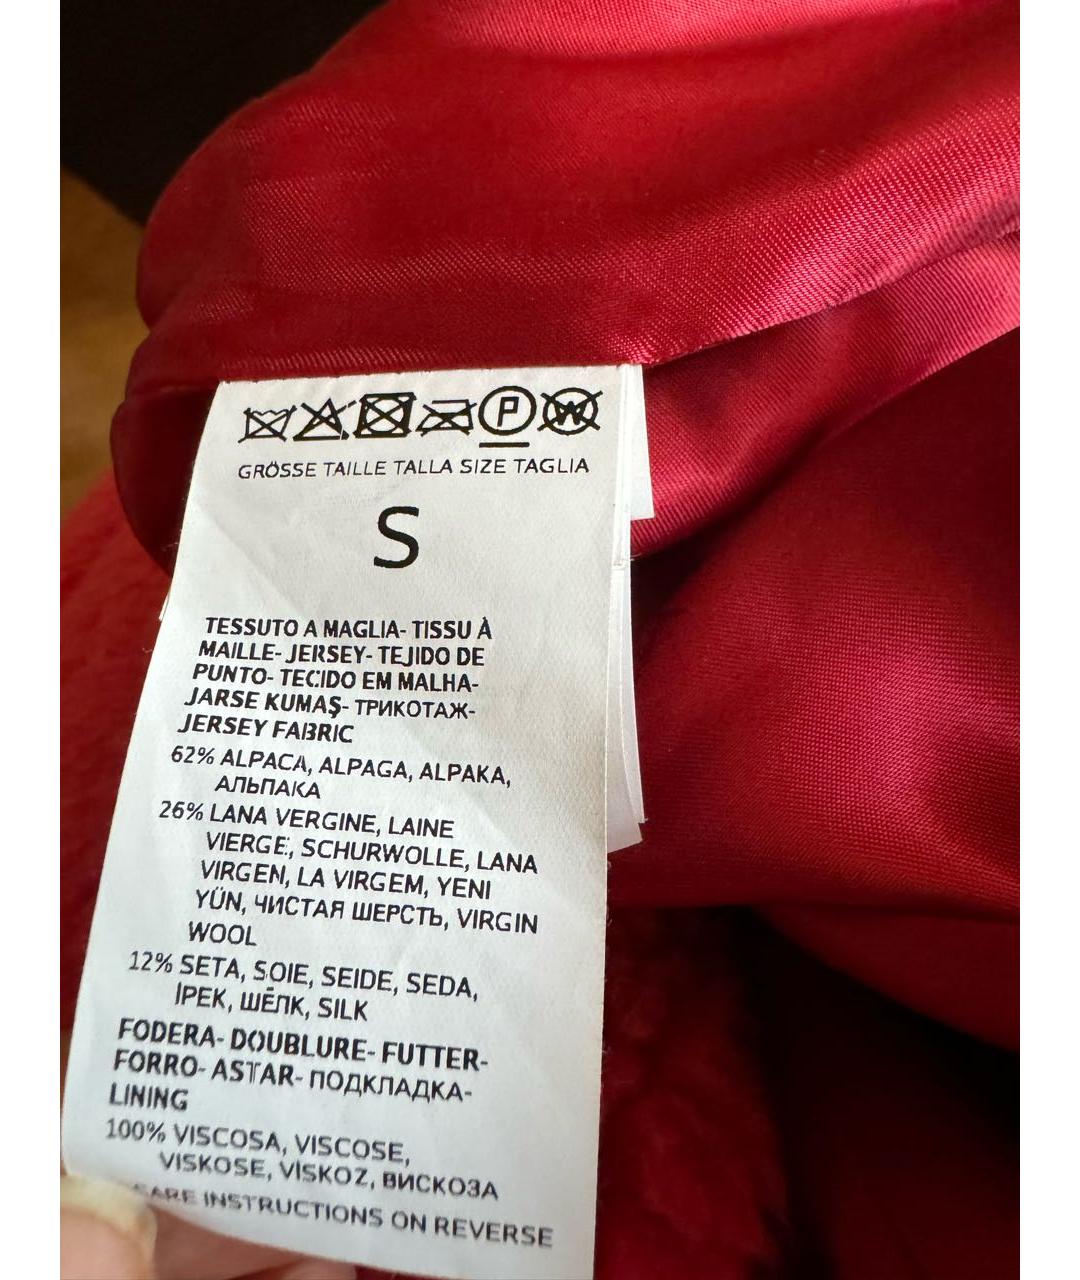 P W
GRÖSSE TAILLE TALLA SIZE TAGLIA
S
TESSUTO A MAGLIA- TISSU À
MAILLE- JERSEY- TEJIDO DE
PUNTO- TECIDO EM MALHA-
JARSE KUMAŞ- ТРИКОТАЖ-
JERSEY FABRIC
62% ALPACA, ALPAGA, ALPAKA,
АЛЬПАКА
26% LANA VERGINE, LAINE
VIERGE, SCHURWOLLE, LANA
VIRGEN, LA VIRGEM, YENI
YÜN, ЧИСТАЯ ШЕРСТЬ, VIRGIN
WOOL
12% SETA, SOIE, SEIDE, SEDA,
İPEK, ШЁЛК, SILK
FODERA- DOUBLURE- FUTTER-
FORRO- ASTAR- ПОДКЛАДКА-
LINING
100% VISCOSA, VISCOSE,
VISKOSE, VİSKOZ, ВИСКОЗА
CARE INSTRUCTIONS ON REVERSE